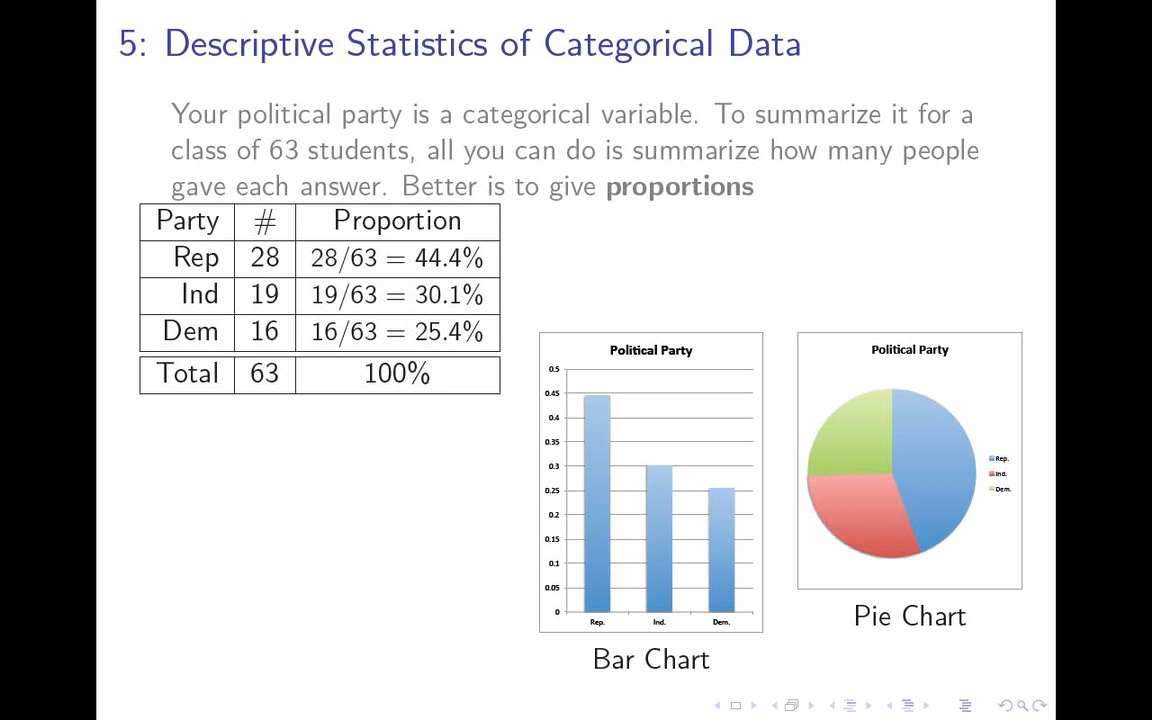 5: Descriptive Statistics of Categorical Data
Your political party is a categorical variable. To summarize it for a
class of 63 students, all you can do is summarize how many people
gave each answer. Better is to give proportions
Party # Proportion
Rep 28 28/63 = 44.4%
Ind 19 19/63 = 30.1%
Dem 16 16/63 = 25.4%
Total 63 100%
Political Party
0.5
0.45
0.4
0.35
0.3
0.25
0.2
0.15
0.1
0.05
0
Rep. Ind. Dem.
Bar Chart
Political Party
Rep.
Ind.
Dem.
Pie Chart